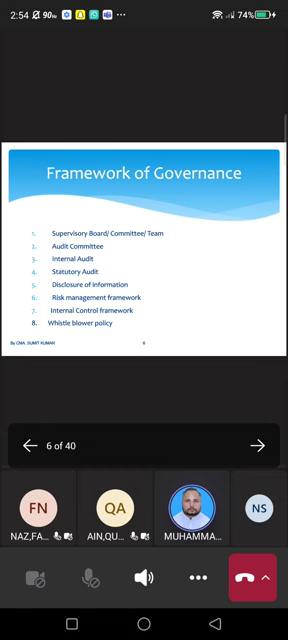 2:54
74%
Framework of Governance
1. Supervisory Board/ Committee/ Team
2. Audit Committee
3. Internal Audit
4. Statutory Audit
5. Disclosure of information
6. Risk management framework
7. Internal Control framework
8. Whistle blower policy
By CMA. SUMIT KUMAR 6
6 of 40
FN QA NS
NAZ,FA... AIN,QU... MUHAMMA...